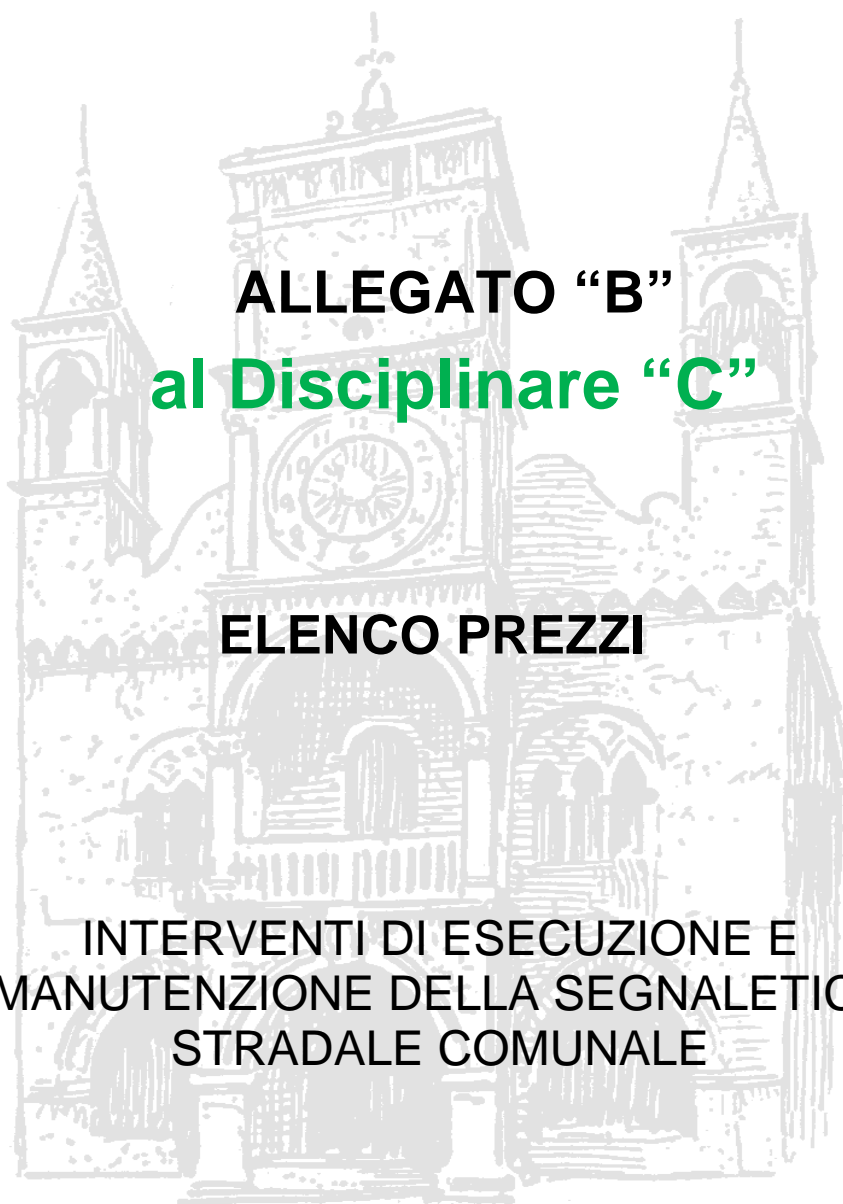 ALLEGATO “B”
al Disciplinare “C”
ELENCO PREZZI
INTERVENTI DI ESECUZIONE E
MANUTENZIONE DELLA SEGNALETIC
STRADALE COMUNALE